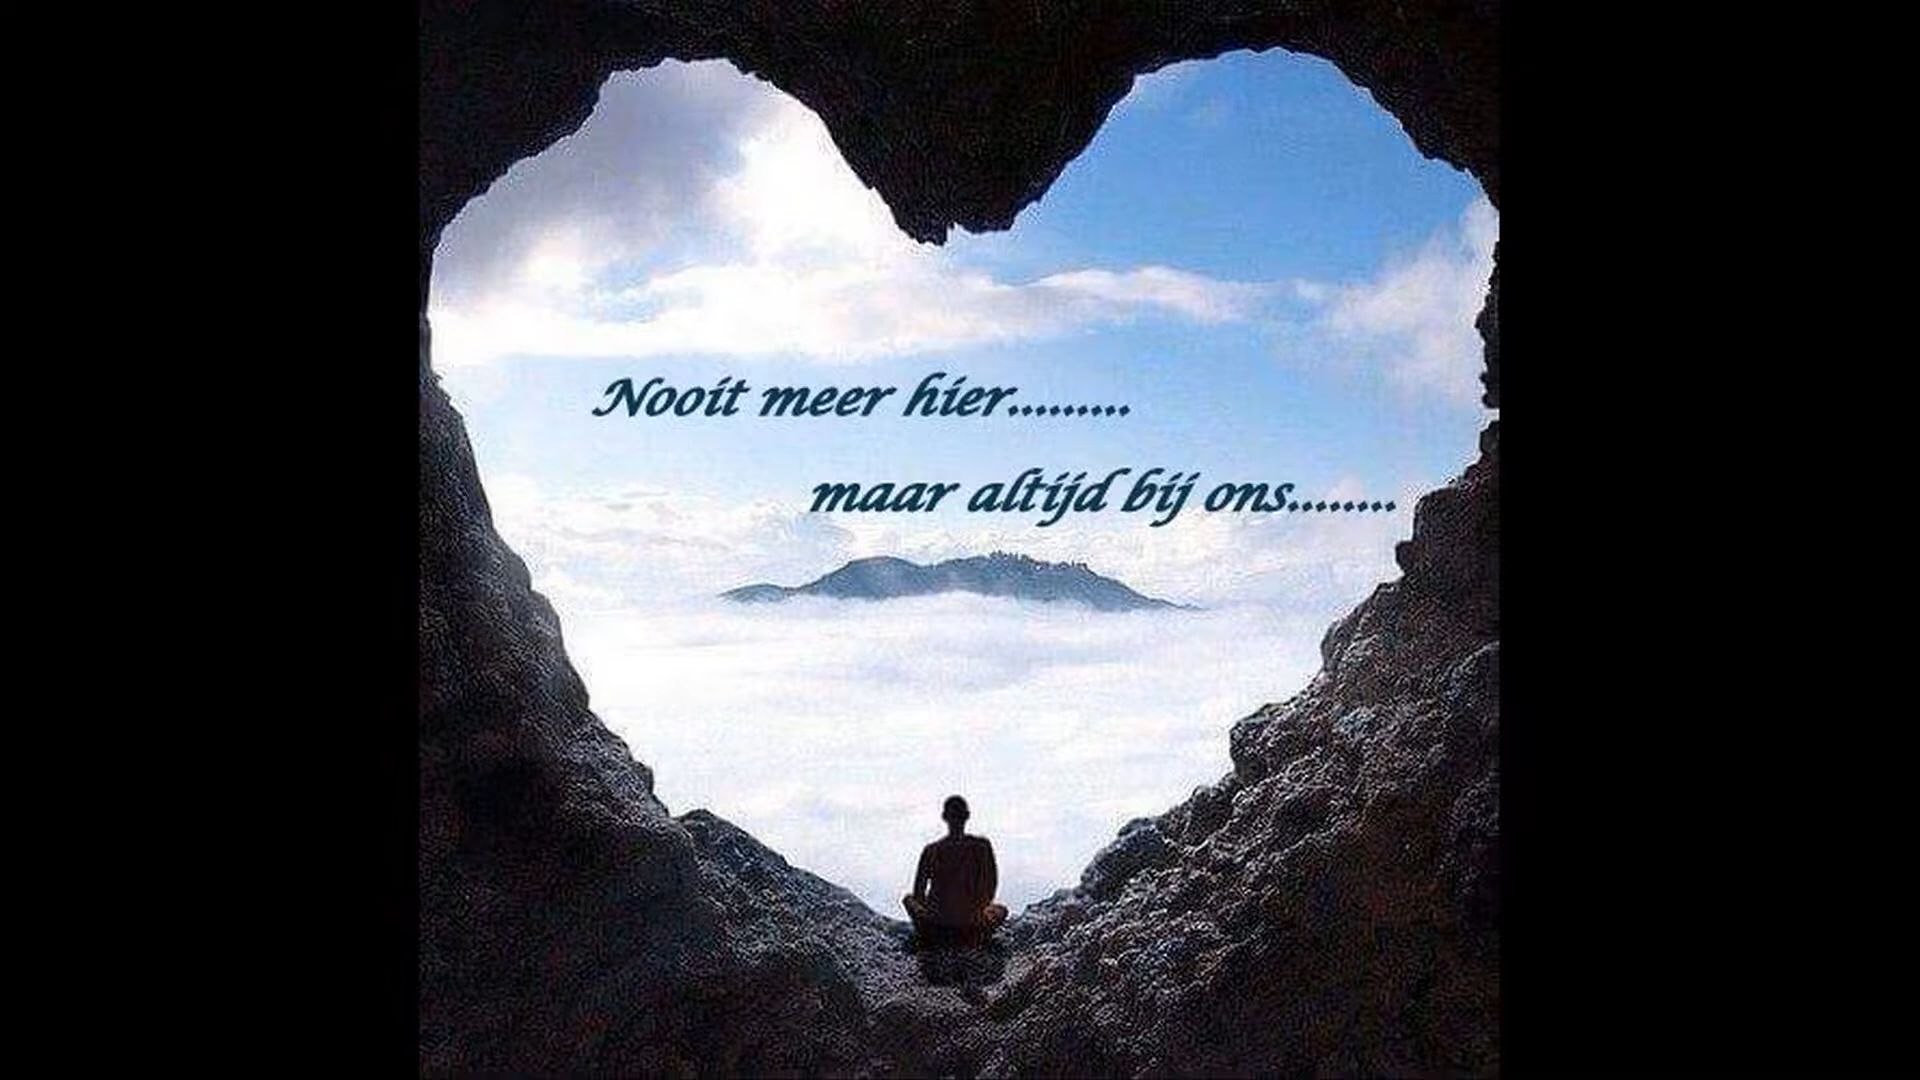 Nooit meer hier.........
maar altijd bij ons........